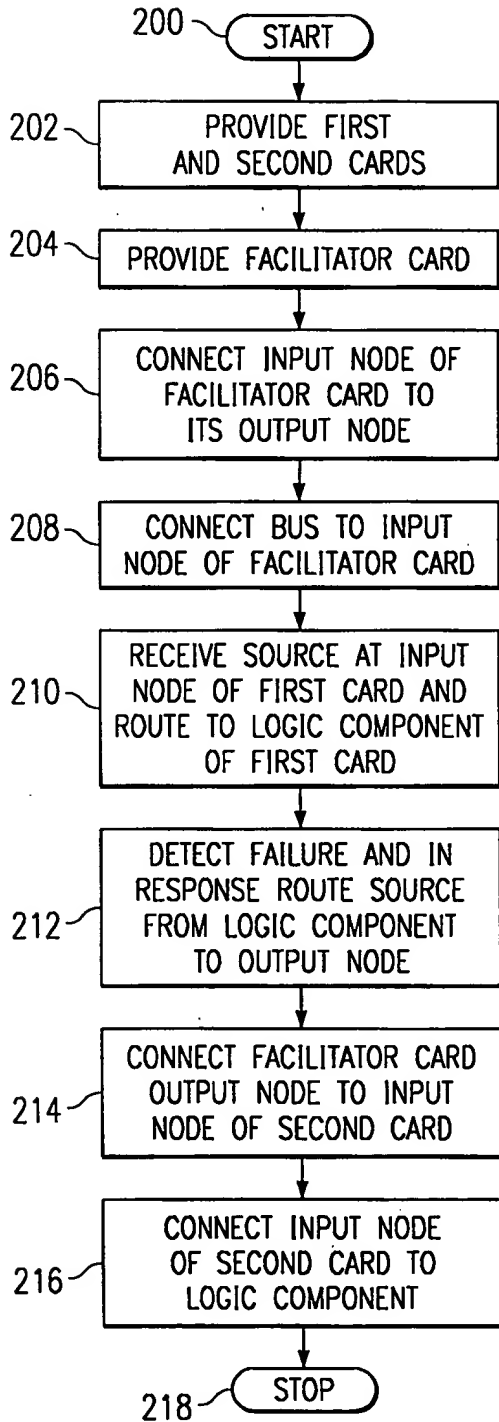 200
START
202
PROVIDE FIRST
AND SECOND CARDS
204
PROVIDE FACILITATOR CARD
206
CONNECT INPUT NODE OF
FACILITATOR CARD TO
ITS OUTPUT NODE
208
CONNECT BUS TO INPUT
NODE OF FACILITATOR CARD
210
RECEIVE SOURCE AT INPUT
NODE OF FIRST CARD AND
ROUTE TO LOGIC COMPONENT
OF FIRST CARD
212
DETECT FAILURE AND IN
RESPONSE ROUTE SOURCE
FROM LOGIC COMPONENT
TO OUTPUT NODE
214
CONNECT FACILITATOR CARD
OUTPUT NODE TO INPUT
NODE OF SECOND CARD
216
CONNECT INPUT NODE
OF SECOND CARD TO
LOGIC COMPONENT
218
STOP